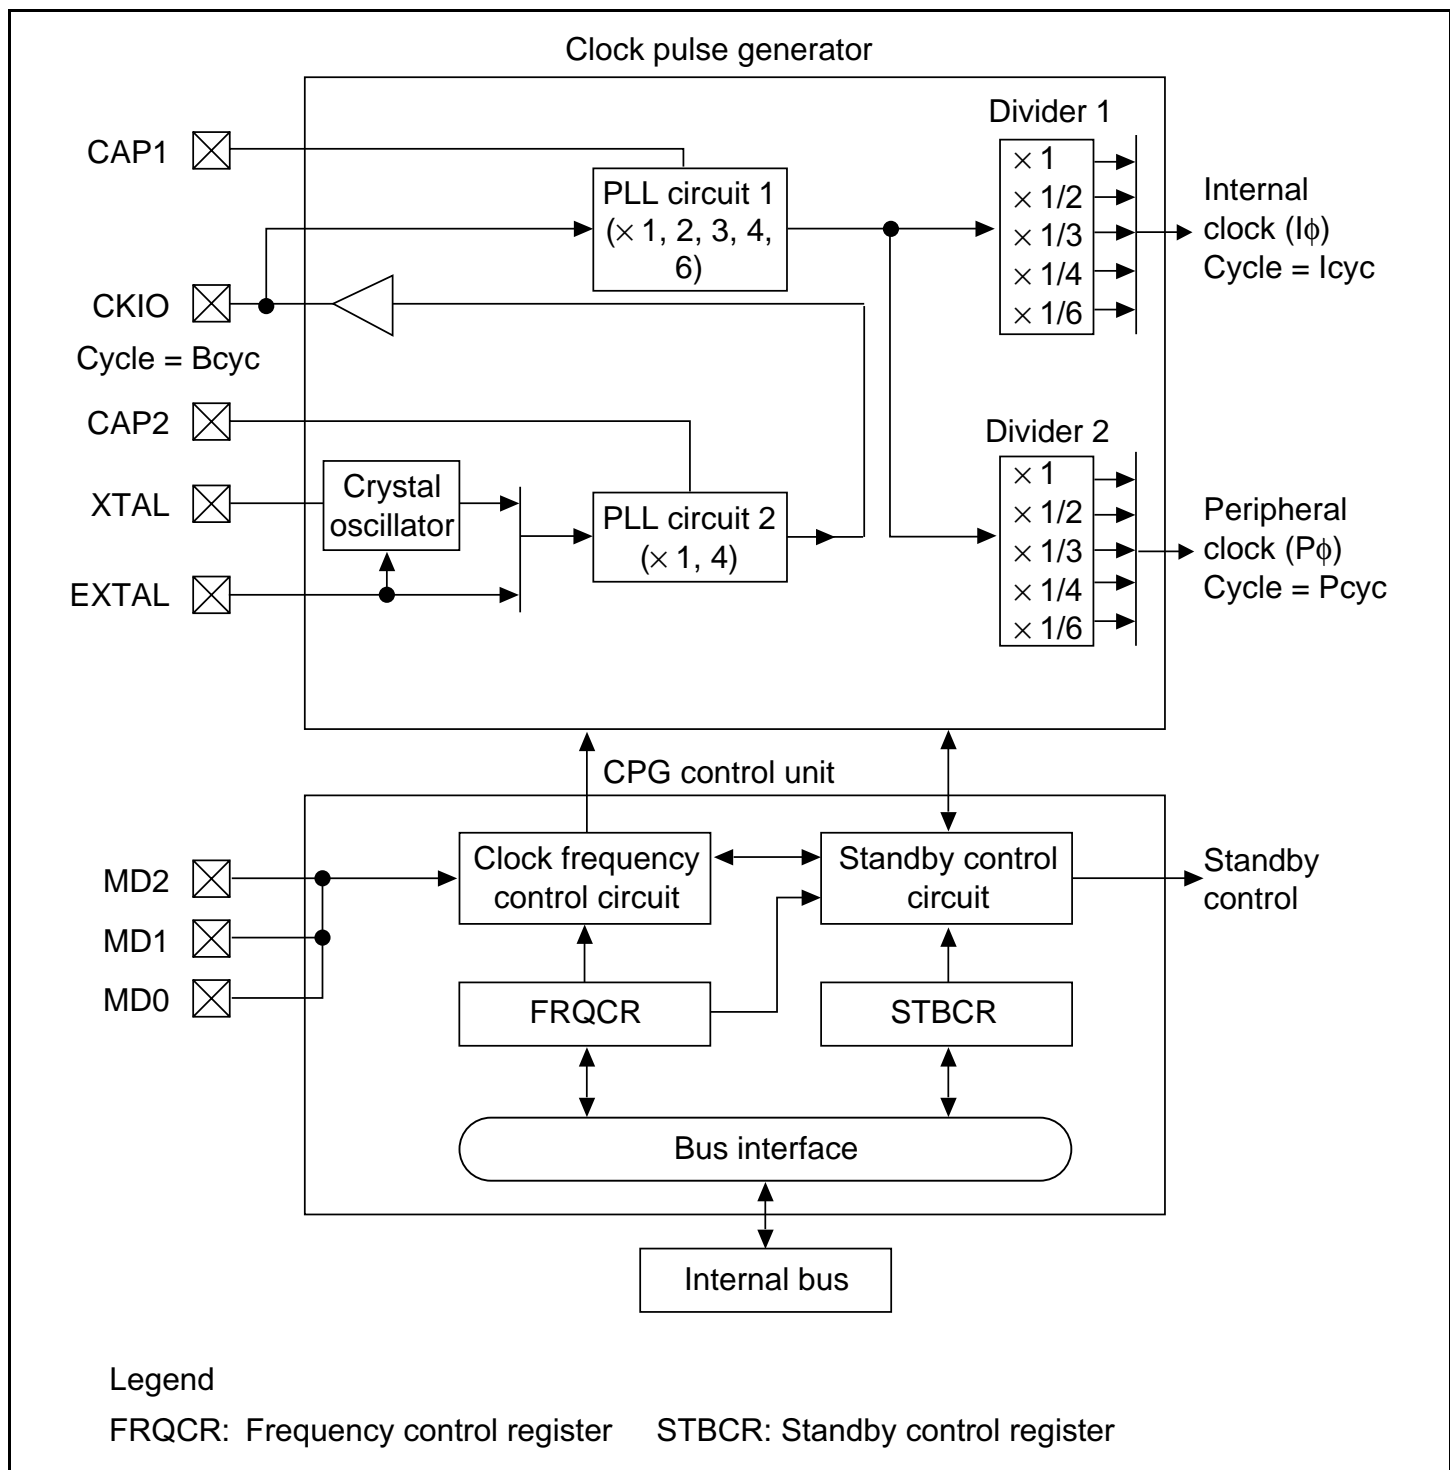 Clock pulse generator
CAP1
CKIO
Cycle = Bcyc
CAP2
XTAL
EXTAL
PLL circuit 1
(× 1, 2, 3, 4,
6)
Crystal
oscillator
PLL circuit 2
(× 1, 4)
Divider 1
× 1
× 1/2
× 1/3
× 1/4
× 1/6
Internal
clock (Iϕ)
Cycle = Icyc
Divider 2
× 1
× 1/2
× 1/3
× 1/4
× 1/6
Peripheral
clock (Pϕ)
Cycle = Pcyc
CPG control unit
MD2
MD1
MD0
Clock frequency
control circuit
Standby control
circuit
Standby
control
FRQCR
STBCR
Bus interface
Internal bus
Legend
FRQCR: Frequency control register STBCR: Standby control register